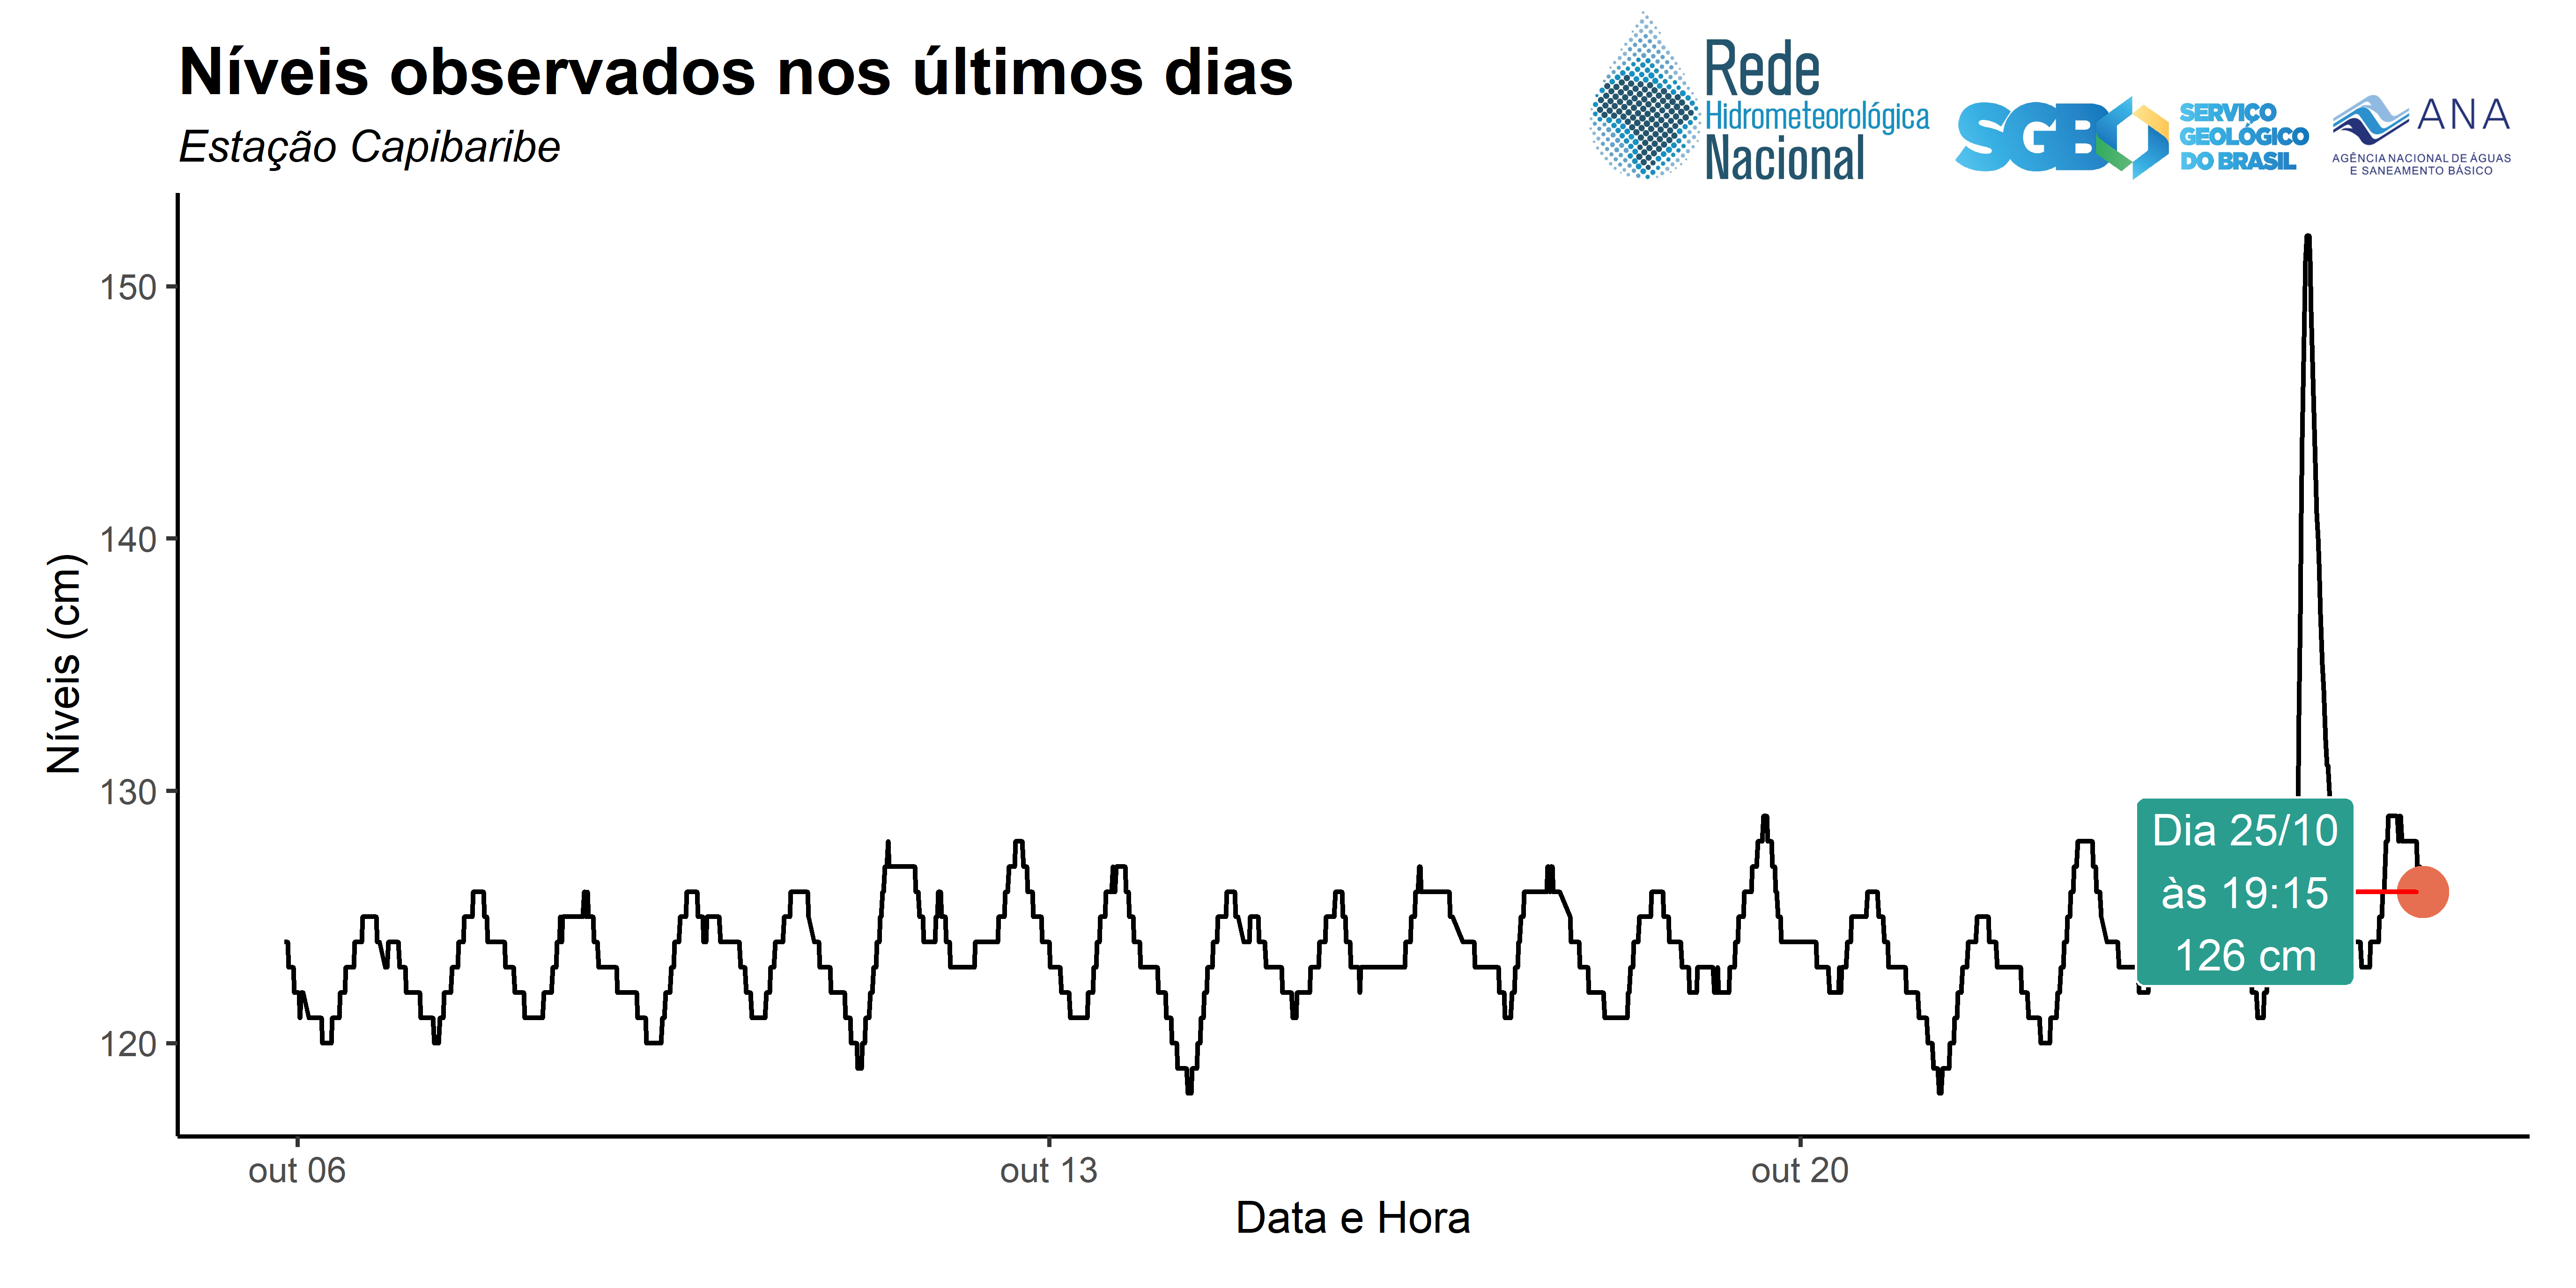 Níveis observados nos últimos dias
Estação Capibaribe
Rede
Hidrometeorológica
Nacional
SGB
SERVIÇO
GEOLÓGICO
DO BRASIL
ANA
AGÊNCIA NACIONAL DE ÁGUAS
E SANEAMENTO BÁSICO
Níveis (cm)
150
140
130
120
Dia 25/10
às 19:15
126 cm
out 06
out 13
out 20
Data e Hora